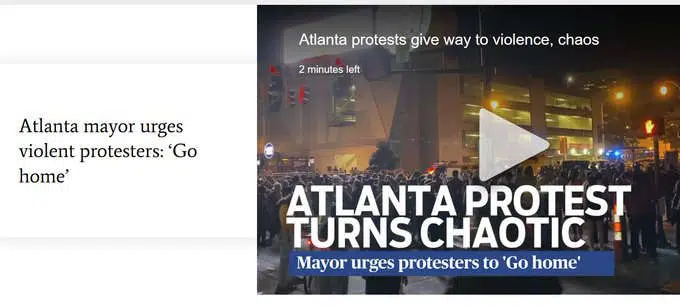 Atlanta mayor urges
violent protesters: ‘Go
home’
Atlanta protests give way to violence, chaos
2 minutes left
ATLANTA PROTEST
TURNS CHAOTIC
Mayor urges protesters to 'Go home'